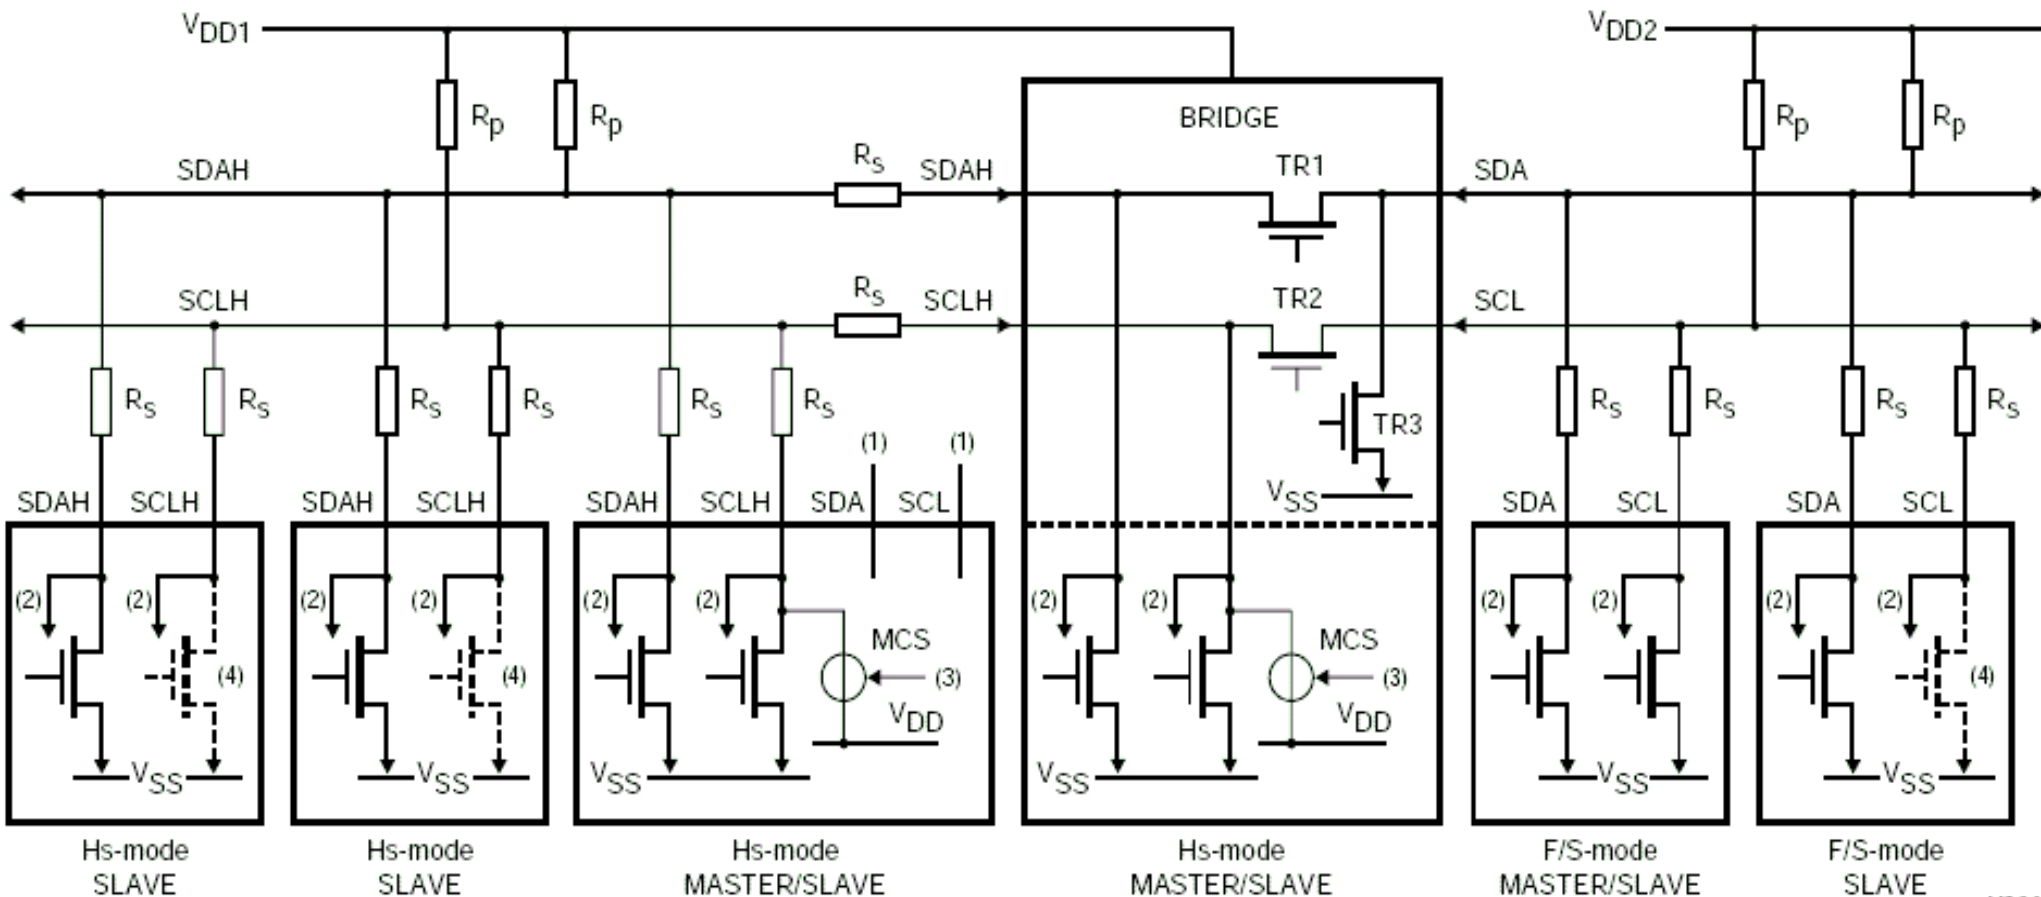 VDD1
VDD2
Rp
Rp
BRIDGE
Rp
Rp
SDAH
Rs
SDAH
TR1
SDA
SCLH
Rs
SCLH
TR2
SCL
Rs
Rs
Rs
Rs
Rs
Rs
TR3
Rs
Rs
Rs
Rs
(1)
(1)
VSS
SDAH
SCLH
SDAH
SCLH
SDAH
SCLH
SDA
SCL
SDA
SCL
SDA
SCL
(2)
(2)
(2)
(2)
(2)
(2)
(2)
(2)
(2)
(2)
(2)
(2)
MCS
MCS
(4)
(4)
(3)
(3)
(4)
VDD
VDD
VSS
VSS
VSS
VSS
VSS
VSS
Hs-mode
SLAVE
Hs-mode
SLAVE
Hs-mode
MASTER/SLAVE
Hs-mode
MASTER/SLAVE
F/S-mode
MASTER/SLAVE
F/S-mode
SLAVE